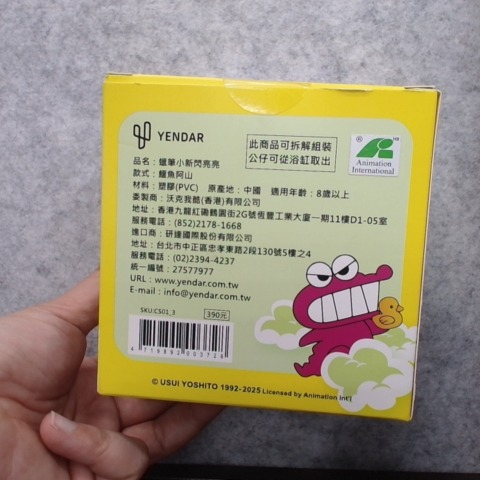 YENDAR
此商品可拆解組裝
公仔可從浴缸取出
Animation
International
品名：蠟筆小新閃亮亮
款式：鱷魚阿山
材料：塑膠(PVC) 原產地：中國 適用年齡：8歲以上
委製商：沃克我酷(香港)有限公司
地址：香港九龍紅磡鶴園街2G號恆豐工業大廈一期11樓D1-05室
服務電話：(852)2178-1668
進口商：研達國際股份有限公司
地址：台北市中正區忠孝東路2段130號5樓之4
服務電話：(02)2394-4237
統一編號：27577977
URL：www.yendar.com.tw
E-mail：info@yendar.com.tw
SKU:CS01_3
390元
4 719892 003726
© USUI YOSHITO 1992-2025 Licensed by Animation Int'l